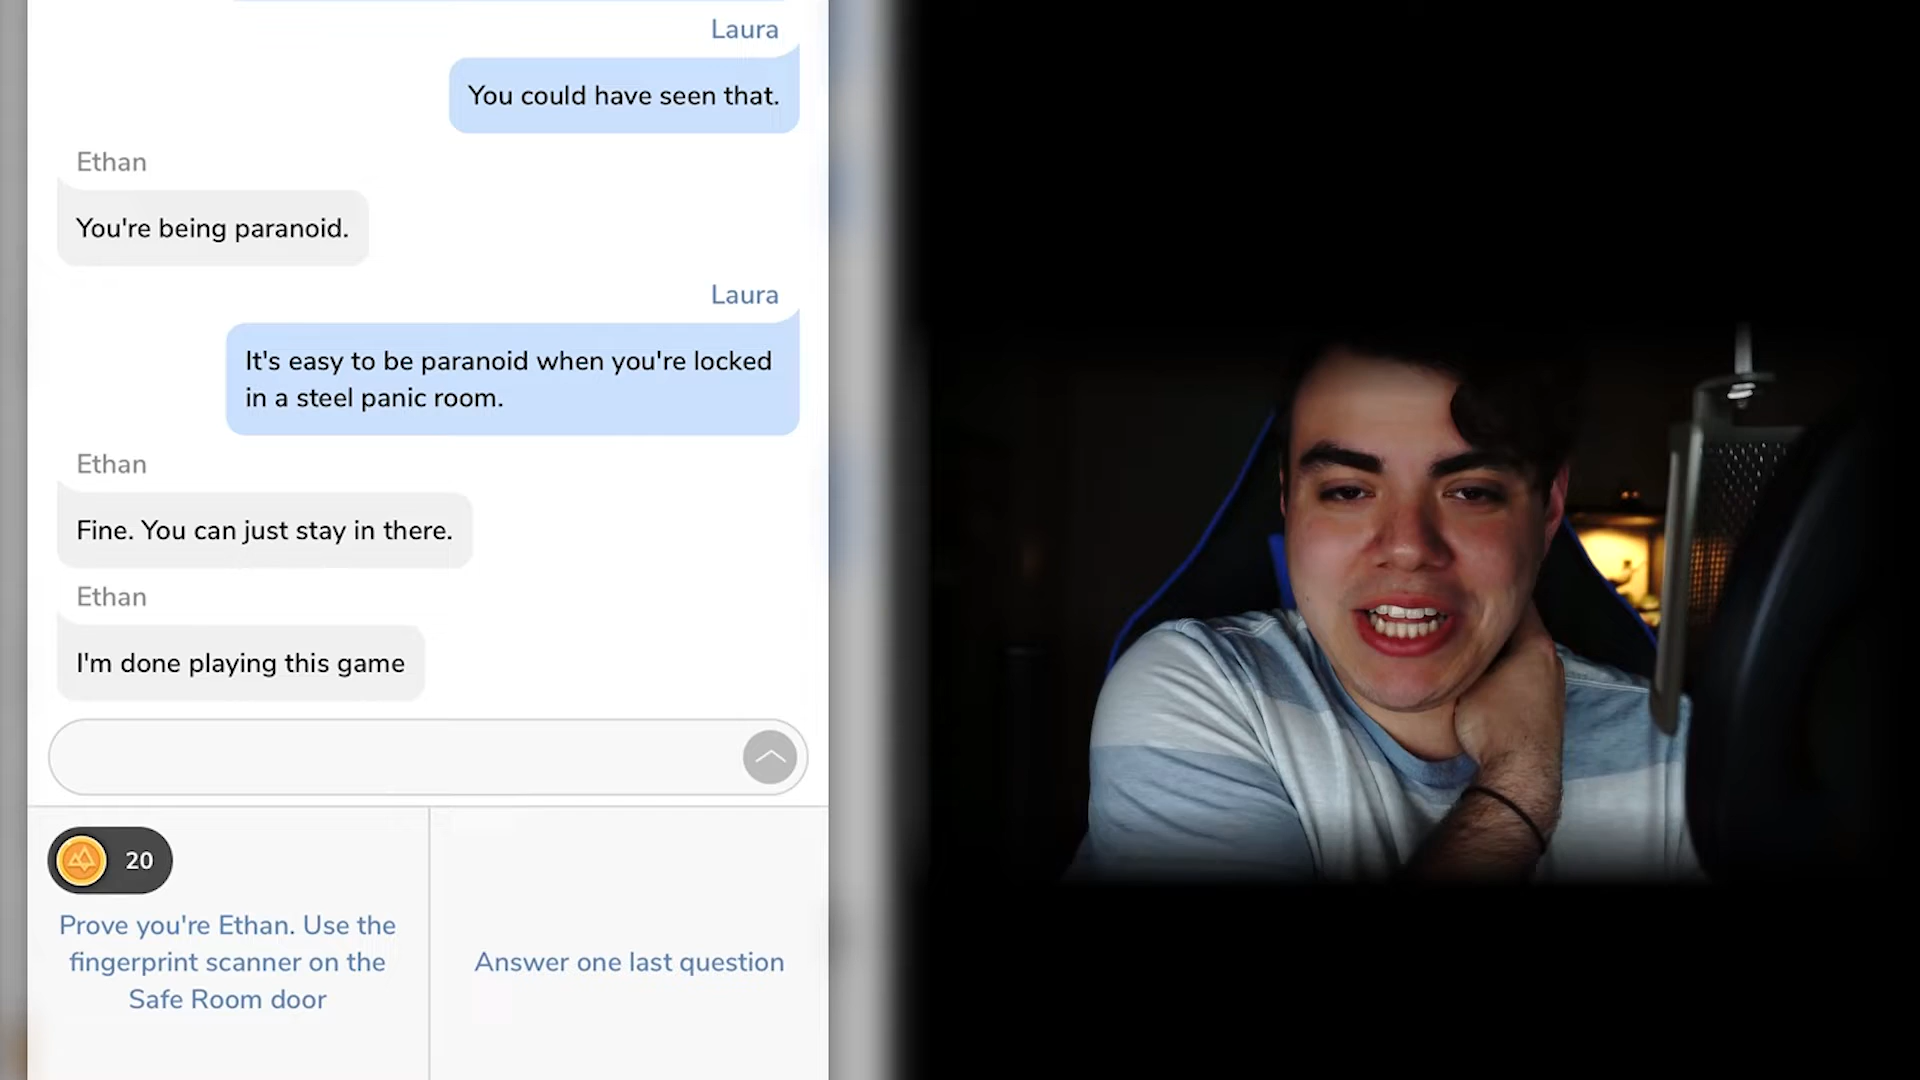 Laura
You could have seen that.
Ethan
You're being paranoid.
Laura
It's easy to be paranoid when you're locked
in a steel panic room.
Ethan
Fine. You can just stay in there.
Ethan
I'm done playing this game
20
Prove you're Ethan. Use the
fingerprint scanner on the
Safe Room door
Answer one last question